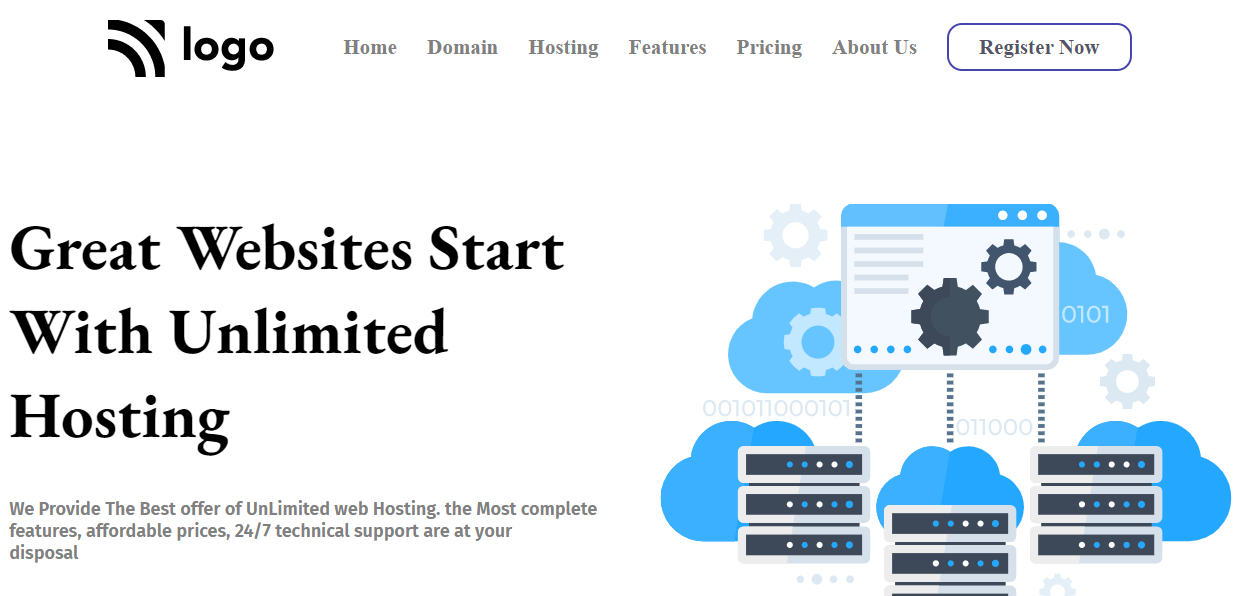 logo
Home Domain Hosting Features Pricing About Us Register Now
Great Websites Start
With Unlimited
Hosting
We Provide The Best offer of UnLimited web Hosting. the Most complete
features, affordable prices, 24/7 technical support are at your
disposal
0101
001011000101
011000